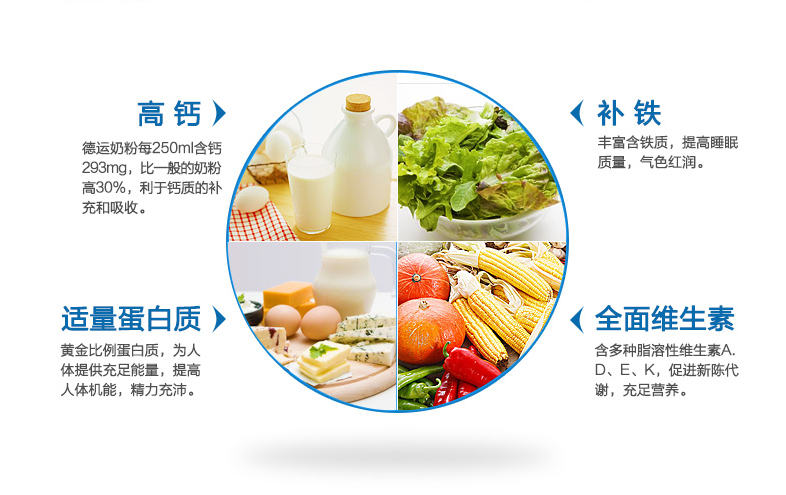 高钙
德运奶粉每250ml含钙
293mg，比一般的奶粉
高30%，利于钙质的补
充和吸收。
补铁
丰富含铁质，提高睡眠
质量，气色红润。
适量蛋白质
黄金比例蛋白质，为人
体提供充足能量，提高
人体机能，精力充沛。
全面维生素
含多种脂溶性维生素A.
D、E、K，促进新陈代
谢，充足营养。